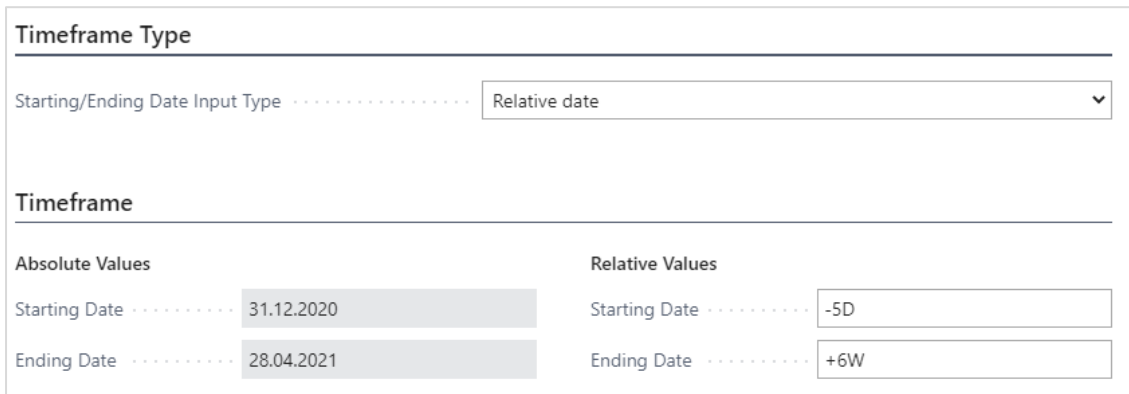 Timeframe Type
Starting/Ending Date Input Type Relative date
Timeframe
Absolute Values Relative Values
Starting Date 31.12.2020 Starting Date -5D
Ending Date 28.04.2021 Ending Date +6W